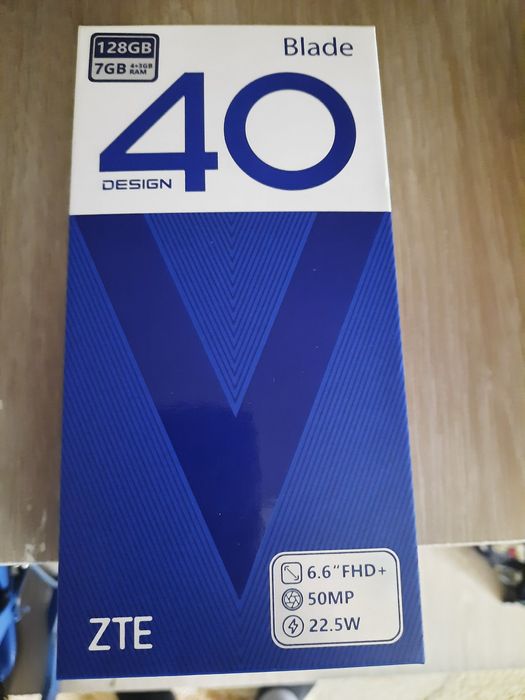 128GB
7GB 4+3GB RAM
Blade
40
DESIGN
V
6.6“FHD+
50MP
22.5W
ZTE